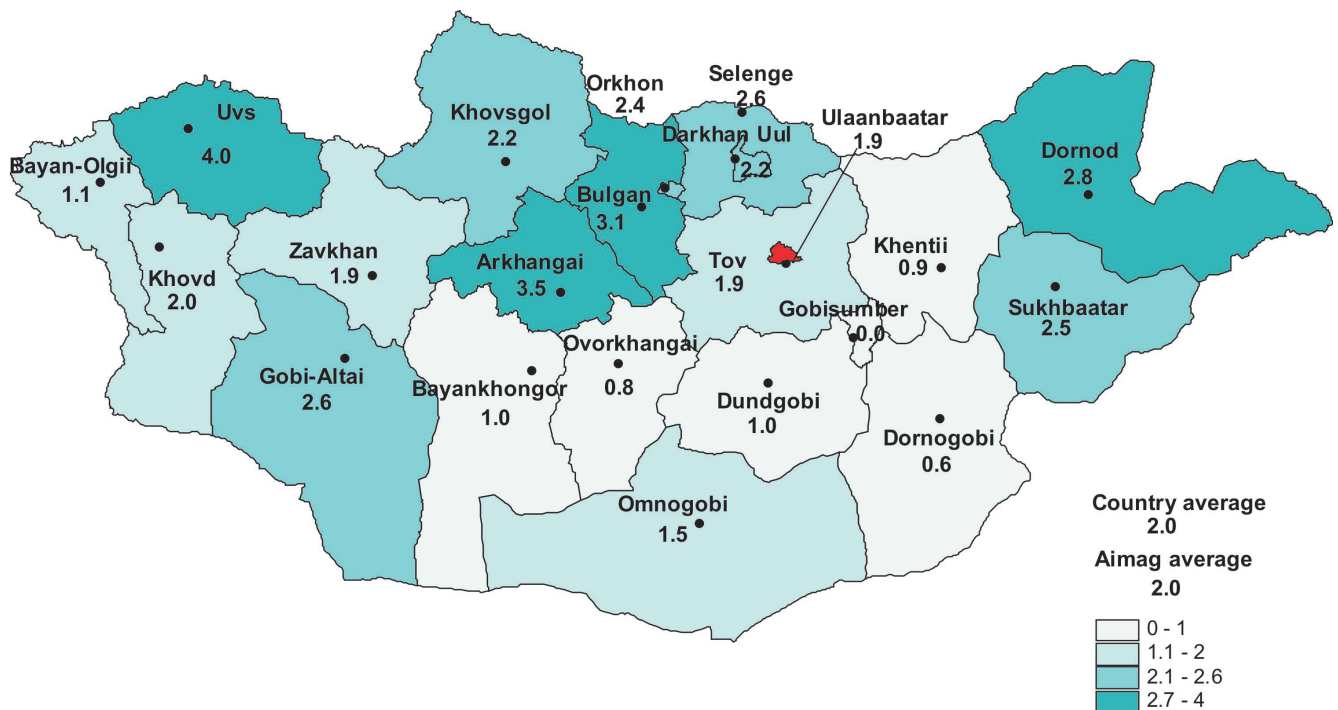 Orkhon
2.4
Selenge
2.6
Ulaanbaatar
1.9
Uvs
4.0
Khovsgol
2.2
Darkhan Uul
2.2
Dornod
2.8
Bayan-Olgii
1.1
Bulgan
3.1
Khovd
2.0
Zavkhan
1.9
Arkhangai
3.5
Tov
1.9
Khentii
0.9
Gobisumber
0.0
Sukhbaatar
2.5
Gobi-Altai
2.6
Bayankhongor
1.0
Ovorkhangai
0.8
Dundgobi
1.0
Dornogobi
0.6
Omnogobi
1.5
Country average
2.0
Aimag average
2.0
0 - 1
1.1 - 2
2.1 - 2.6
2.7 - 4